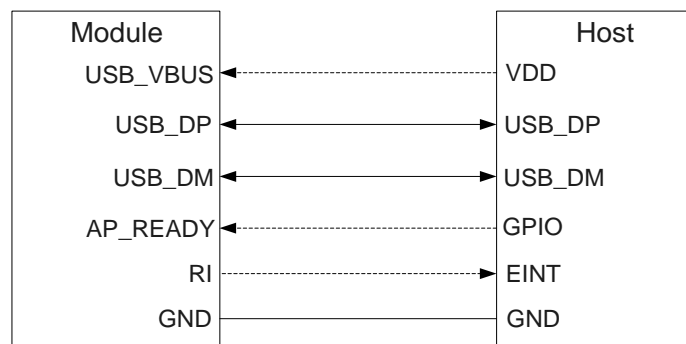 Module Host
USB_VBUS VDD
USB_DP USB_DP
USB_DM USB_DM
AP_READY GPIO
RI EINT
GND GND